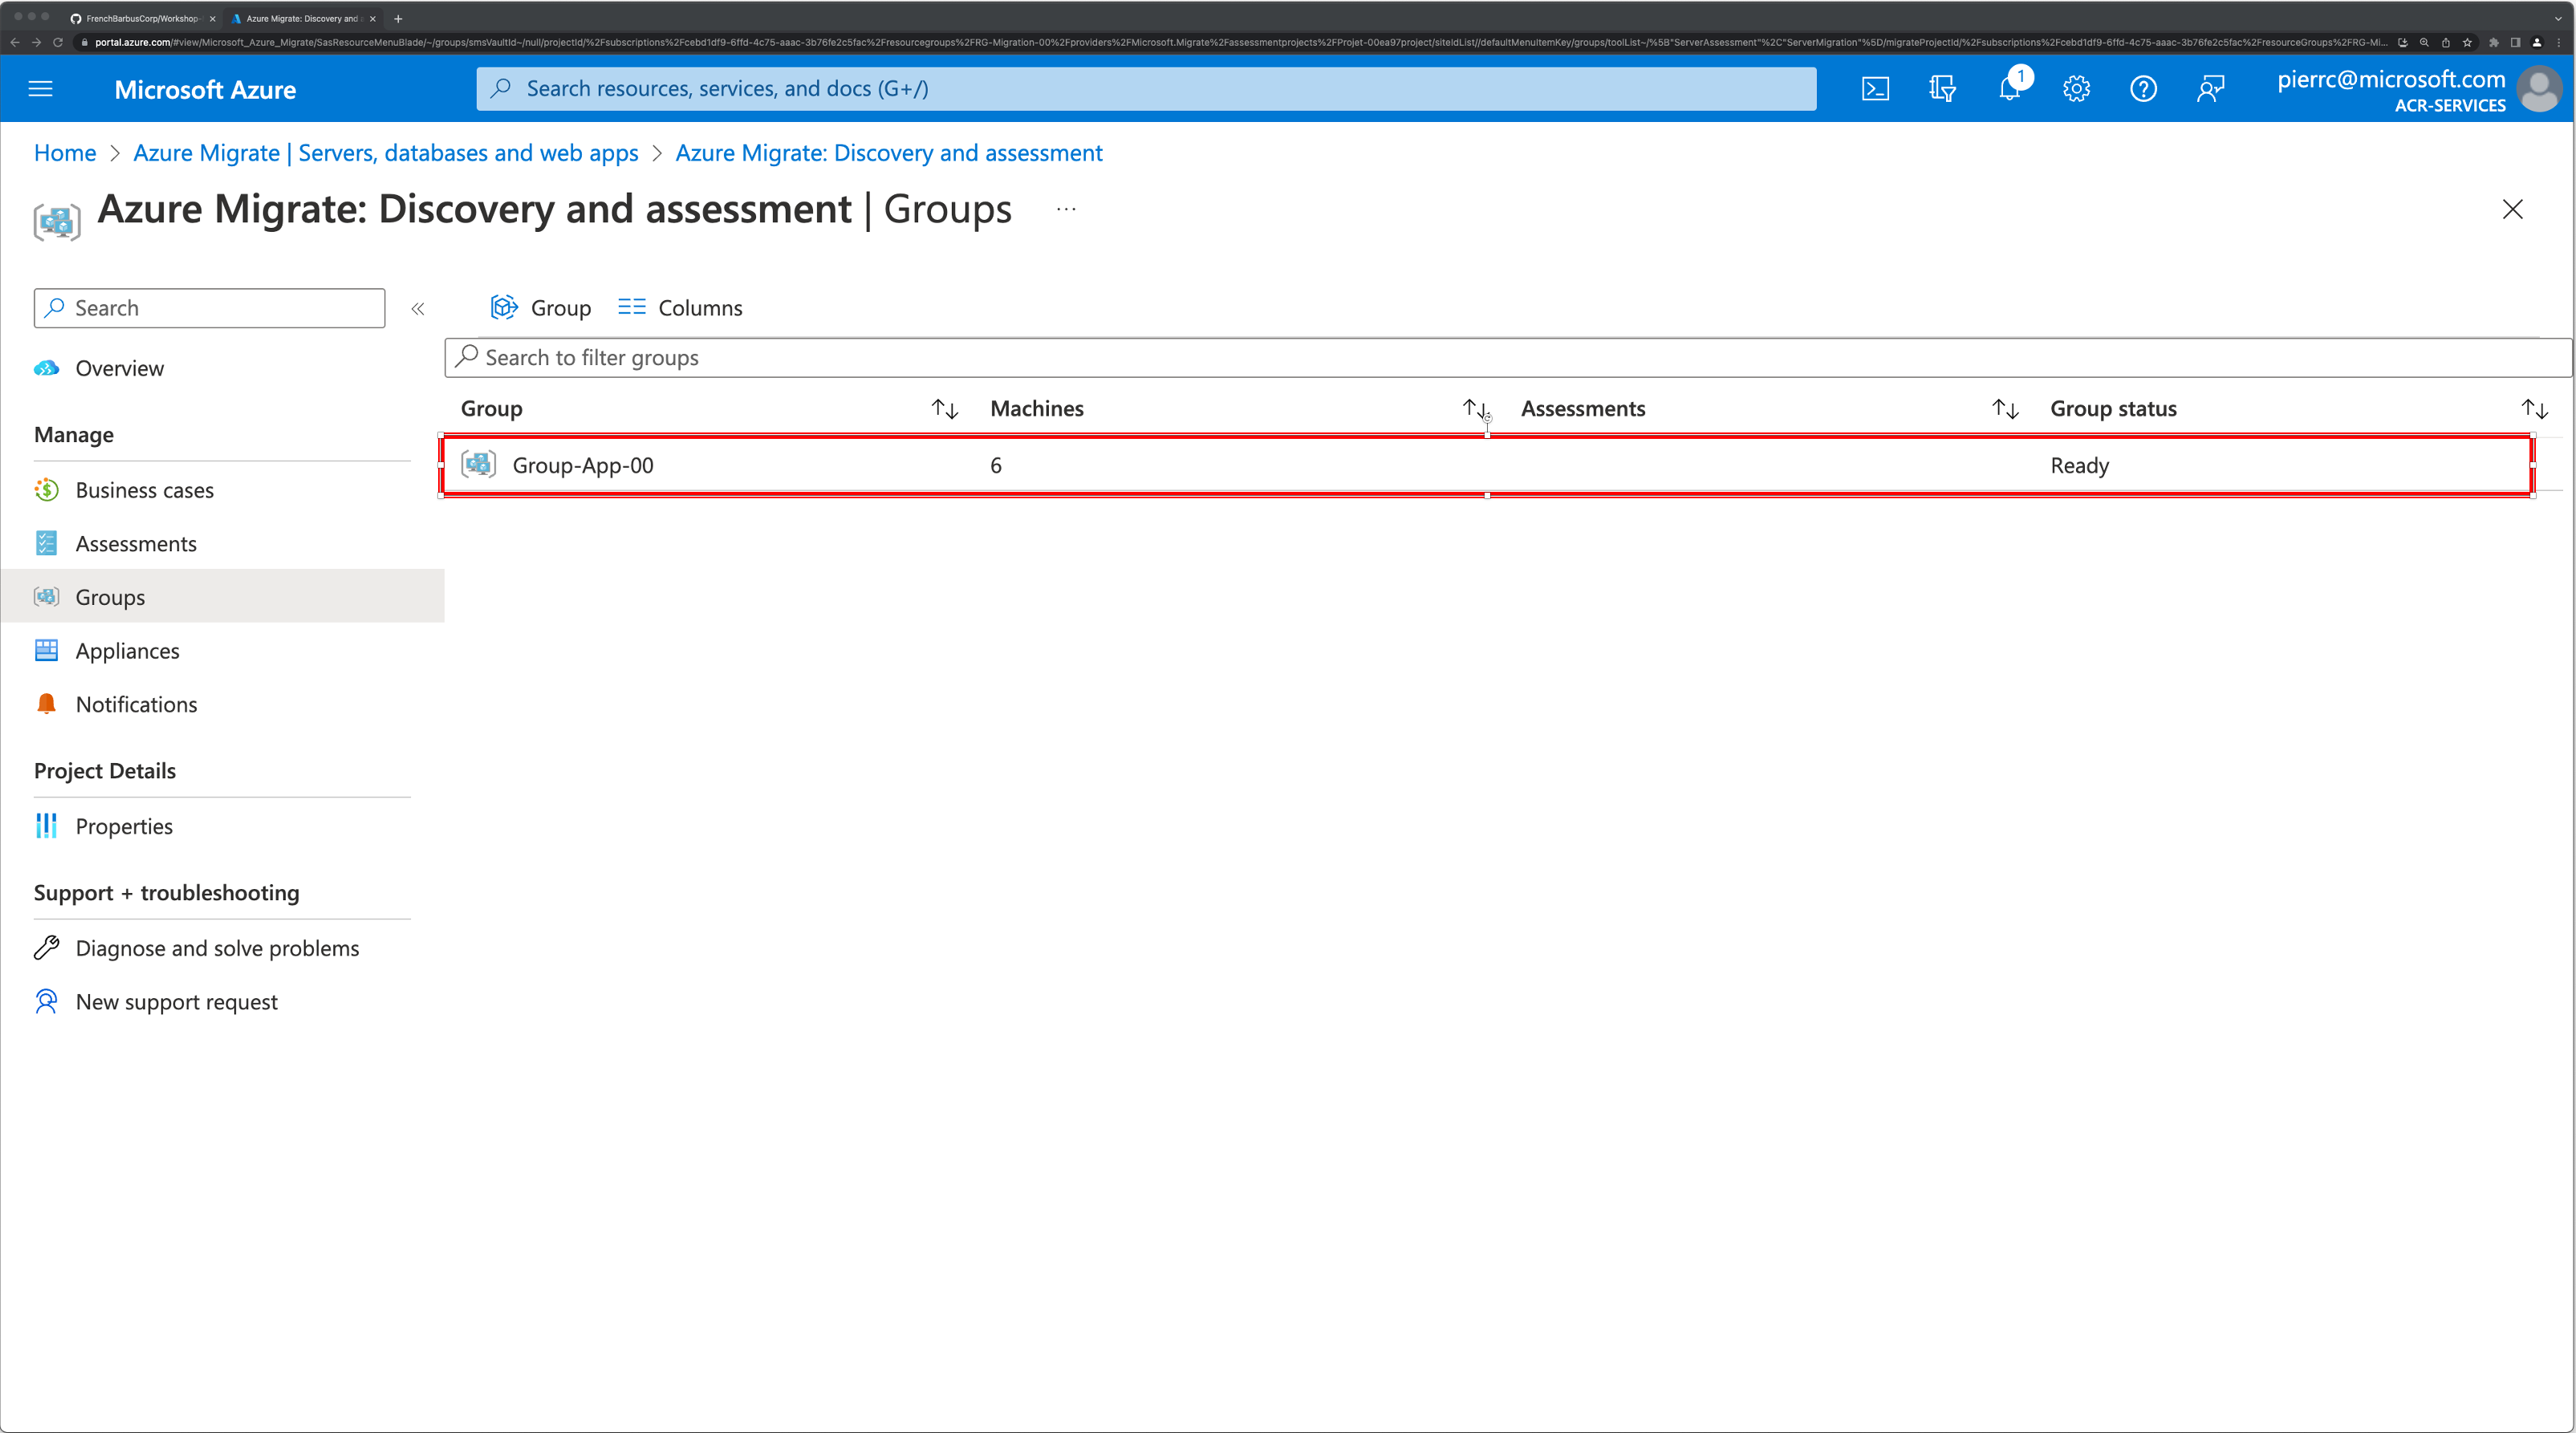 FrenchBarbusCorp/Workshop-
Azure Migrate: Discovery and a
portal.azure.com/#view/Microsoft_Azure_Migrate/SasResourceMenuBlade/~/groups/smsVaultId~/null/projectId/%2Fsubscriptions%2Fcebd1df9-6ffd-4c75-aaac-3b76fe2c5fac%2Fresourcegroups%2FRG-Migration-00%2Fproviders%2FMicrosoft.Migrate%2Fassessmentprojects%2FProjet-00ea97project/siteIdList//defaultMenuItemKey/groups/toolList~/%5B"ServerAssessment"%2C"ServerMigration"%5D/migrateProjectId/%2Fsubscriptions%2Fcebd1df9-6ffd-4c75-aaac-3b76fe2c5fac%2FresourceGroups%2FRG-Mi...
Microsoft Azure
Search resources, services, and docs (G+/)
1
pierrc@microsoft.com
ACR-SERVICES
Home > Azure Migrate | Servers, databases and web apps > Azure Migrate: Discovery and assessment
Azure Migrate: Discovery and assessment | Groups ...
Search
Overview
Manage
Business cases
Assessments
Groups
Appliances
Notifications
Project Details
Properties
Support + troubleshooting
Diagnose and solve problems
New support request
Group
Columns
Search to filter groups
Group Machines Assessments Group status
Group-App-00 6 Ready